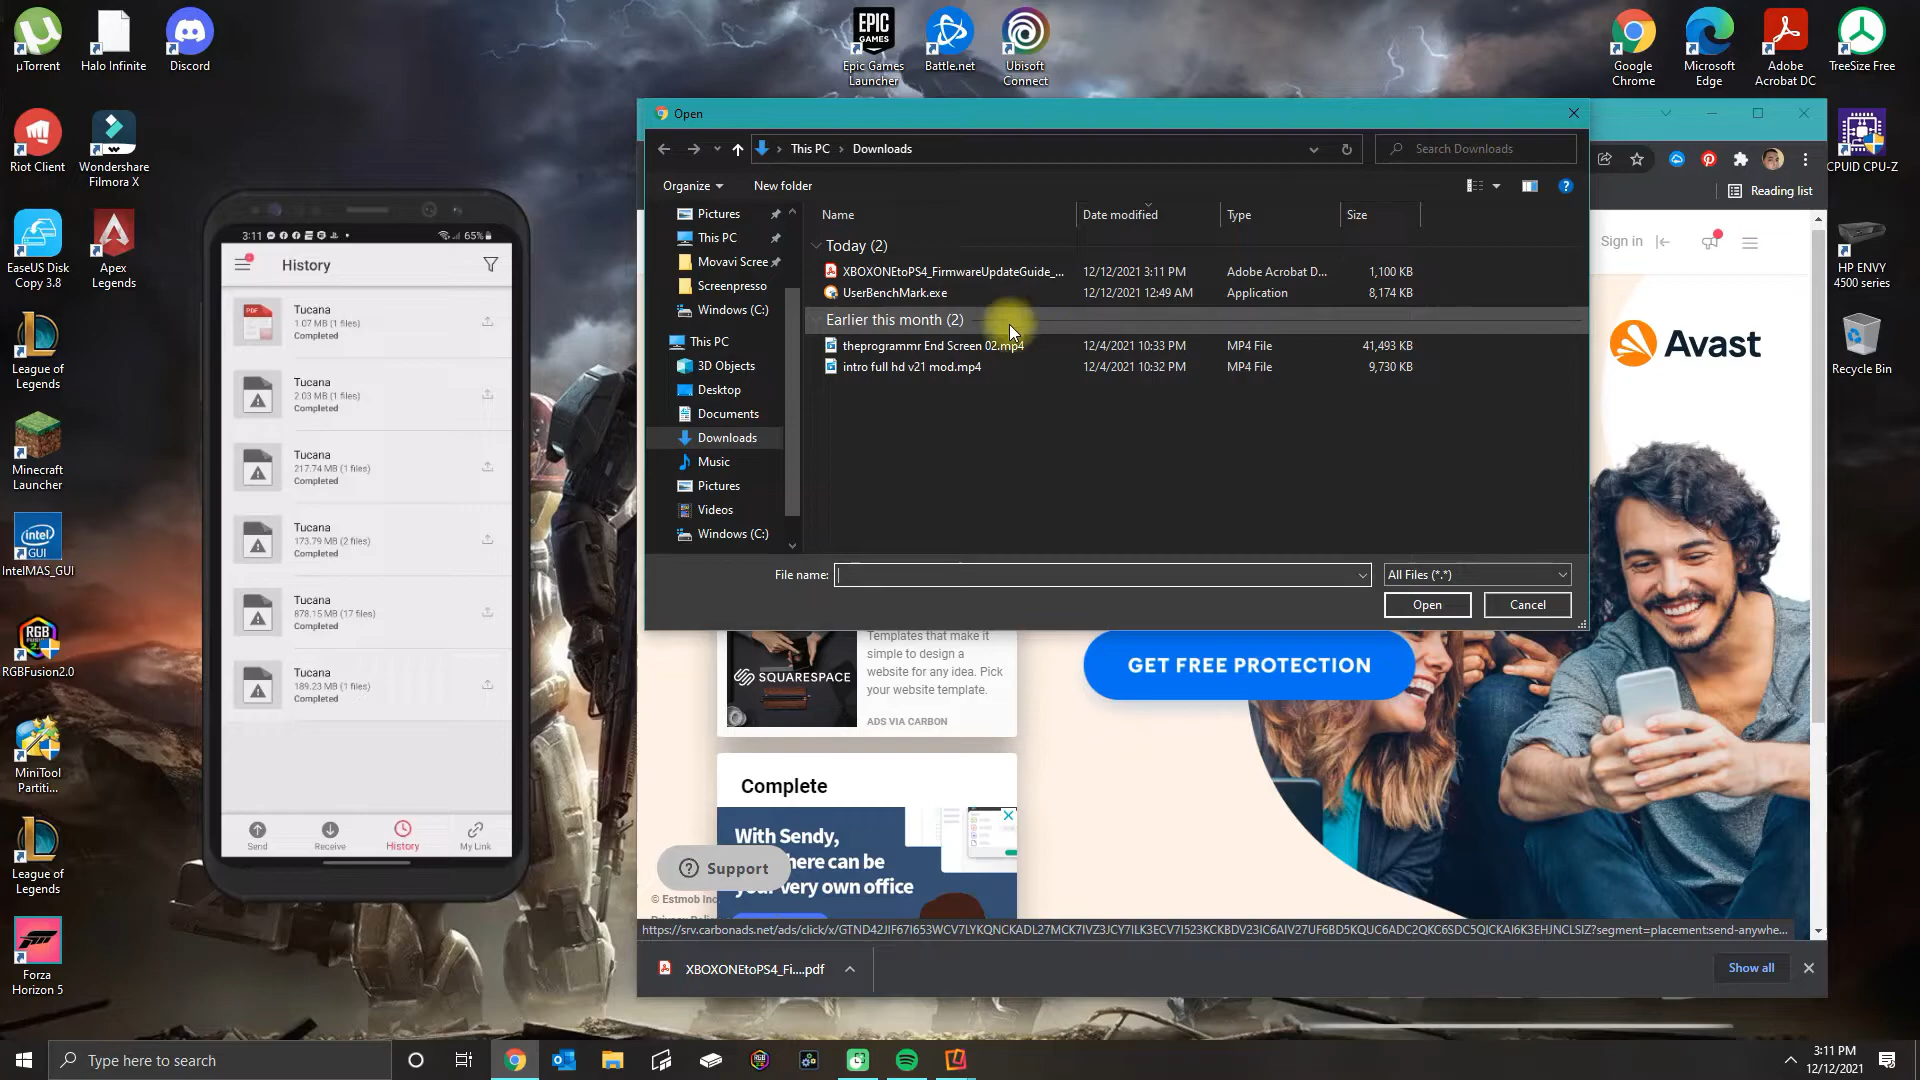 µTorrent
Halo Infinite
Discord
Epic Games
Launcher
Battle.net
Ubisoft
Connect
Google
Chrome
Microsoft
Edge
Adobe
Acrobat DC
TreeSize Free
Riot Client
Wondershare
Filmora X
EaseUS Disk
Copy 3.8
Apex
Legends
League of
Legends
Minecraft
Launcher
IntelMAS_GUI
RGBFusion2.0
MiniTool
Partiti...
League of
Legends
Forza
Horizon 5
CPUID CPU-Z
HP ENVY
4500 series
Recycle Bin
3:11
65%
History
Tucana
1.07 MB (1 files)
Completed
Tucana
2.03 MB (1 files)
Completed
Tucana
217.74 MB (1 files)
Completed
Tucana
173.79 MB (2 files)
Completed
Tucana
878.15 MB (17 files)
Completed
Tucana
189.23 MB (1 files)
Completed
Send
Receive
History
My Link
Open
This PC > Downloads
Search Downloads
Organize
New folder
Pictures
This PC
Movavi Scree
Screenpresso
Windows (C:)
This PC
3D Objects
Desktop
Documents
Downloads
Music
Pictures
Videos
Windows (C:)
Name Date modified Type Size
Today (2)
XBOXONEtoPS4_FirmwareUpdateGuide_... 12/12/2021 3:11 PM Adobe Acrobat D... 1,100 KB
UserBenchMark.exe 12/12/2021 12:49 AM Application 8,174 KB
Earlier this month (2)
theprogrammr End Screen 02.mp4 12/4/2021 10:33 PM MP4 File 41,493 KB
intro full hd v21 mod.mp4 12/4/2021 10:32 PM MP4 File 9,730 KB
File name:
All Files (*.*)
Open
Cancel
Reading list
Sign in
Avast
GET FREE PROTECTION
SQUARESPACE
Templates that make it
simple to design a
website for any idea. Pick
your website template.
ADS VIA CARBON
Complete
With Sendy,
here can be
your very own office
Support
© Estmob Inc
XBOXONEtoPS4_Fi....pdf
Show all
Type here to search
3:11 PM
12/12/2021